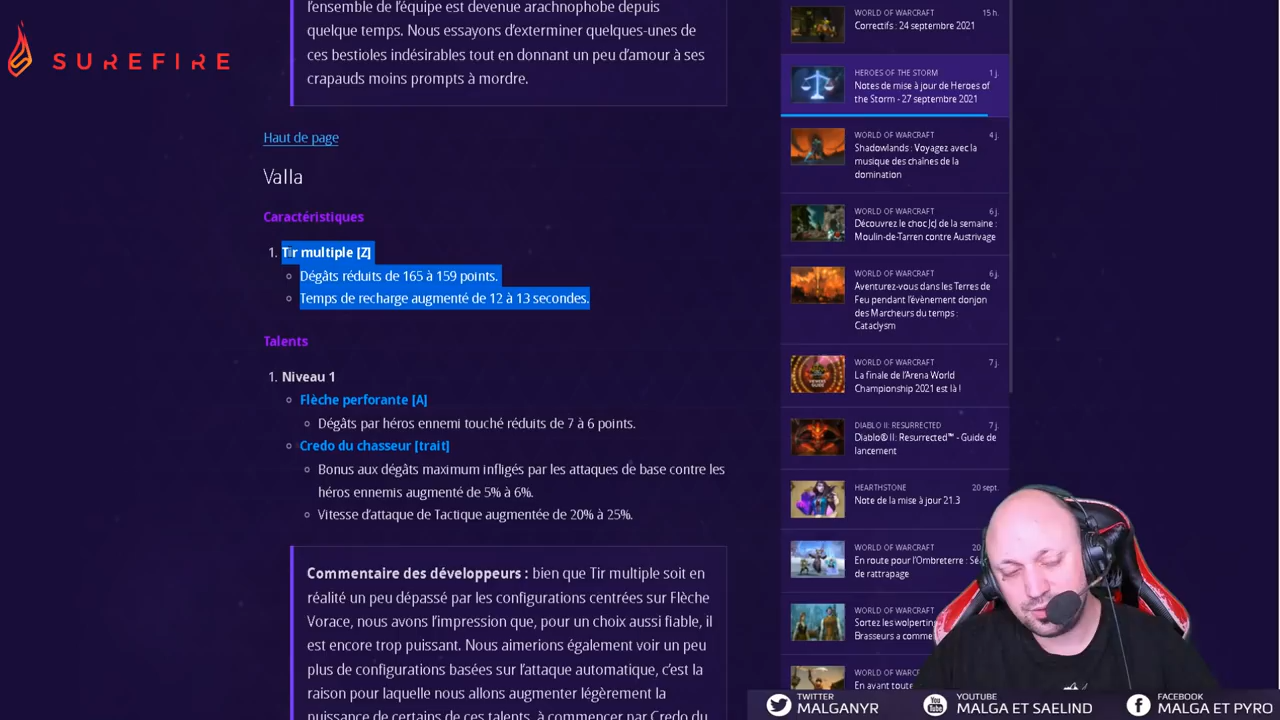 SUREFIRE
l'ensemble de l'équipe est devenue arachnophobe depuis
quelque temps. Nous essayons d'exterminer quelques-unes de
ces bestioles indésirables tout en donnant un peu d'amour à ses
crapauds moins prompts à mordre.
Haut de page
Valla
Caractéristiques
1. Tir multiple [Z]
Dégâts réduits de 165 à 159 points.
Temps de recharge augmenté de 12 à 13 secondes.
Talents
1. Niveau 1
Flèche perforante [A]
Dégâts par héros ennemi touché réduits de 7 à 6 points.
Credo du chasseur [trait]
Bonus aux dégâts maximum infligés par les attaques de base contre les
héros ennemis augmenté de 5% à 6%.
Vitesse d'attaque de Tactique augmentée de 20% à 25%.
Commentaire des développeurs : bien que Tir multiple soit en
réalité un peu dépassé par les configurations centrées sur Flèche
Vorace, nous avons l'impression que, pour un choix aussi fiable, il
est encore trop puissant. Nous aimerions également voir un peu
plus de configurations basées sur l'attaque automatique, c'est la
raison pour laquelle nous allons augmenter légèrement la
puissance de certains de ces talents, à commencer par Credo du
WORLD OF WARCRAFT 15 h.
Correctifs : 24 septembre 2021
HEROES OF THE STORM 1 j.
Notes de mise à jour de Heroes of
the Storm - 27 septembre 2021
WORLD OF WARCRAFT 4 j.
Shadowlands : Voyagez avec la
musique des chaînes de la
domination
WORLD OF WARCRAFT 6 j.
Découvrez le choc JcJ de la semaine :
Moulin-de-Tarren contre Austrivage
WORLD OF WARCRAFT 6 j.
Aventurez-vous dans les Terres de
Feu pendant l'évènement donjon
des Marcheurs du temps :
Cataclysm
WORLD OF WARCRAFT 7 j.
La finale de l'Arena World
Championship 2021 est là !
DIABLO II: RESURRECTED 7 j.
Diablo® II: Resurrected™ - Guide de
lancement
HEARTHSTONE 20 sept.
Note de la mise à jour 21.3
WORLD OF WARCRAFT 20
En route pour l'Ombreterre :
de rattrapage
WORLD OF WARCRAFT
Sortez les
Brasseurs a
WORLD OF WARCRAFT
En avant toute
TWITTER
MALGANYR
YOUTUBE
MALGA ET SAELIND
FACEBOOK
MALGA ET PYRO